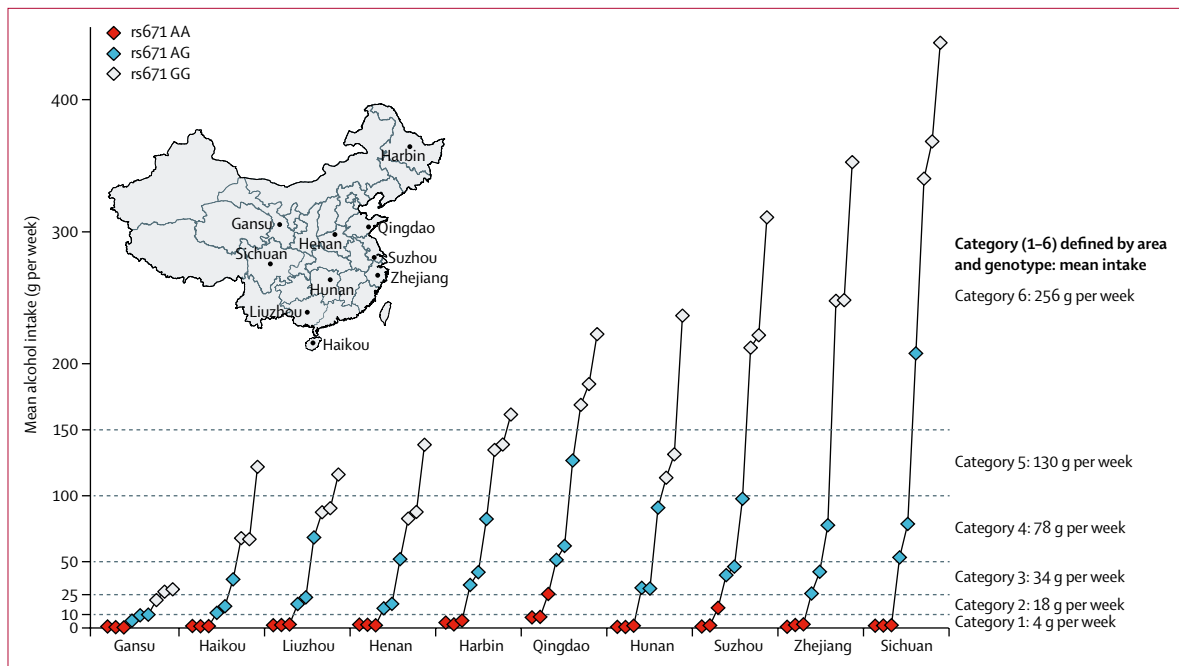 rs671 AA
rs671 AG
rs671 GG
Mean alcohol intake (g per week)
400
300
200
150
100
50
25
10
0
Harbin
Gansu
Qingdao
Henan
Sichuan
Suzhou
Zhejiang
Hunan
Liuzhou
Haikou
Category (1–6) defined by area
and genotype: mean intake
Category 6: 256 g per week
Category 5: 130 g per week
Category 4: 78 g per week
Category 3: 34 g per week
Category 2: 18 g per week
Category 1: 4 g per week
Gansu
Haikou
Liuzhou
Henan
Harbin
Qingdao
Hunan
Suzhou
Zhejiang
Sichuan